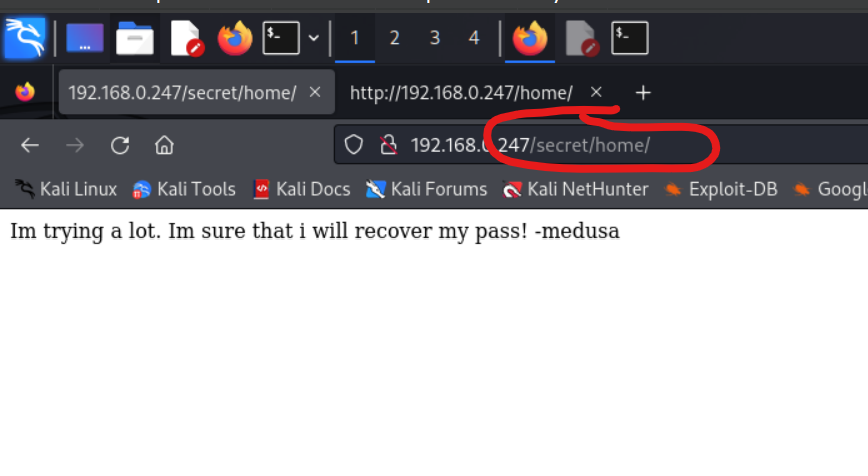 1 2 3 4
192.168.0.247/secret/home/ http://192.168.0.247/home/
192.168.0.247/secret/home/
Kali Linux Kali Tools Kali Docs Kali Forums Kali NetHunter Exploit-DB Googl
Im trying a lot. Im sure that i will recover my pass! -medusa